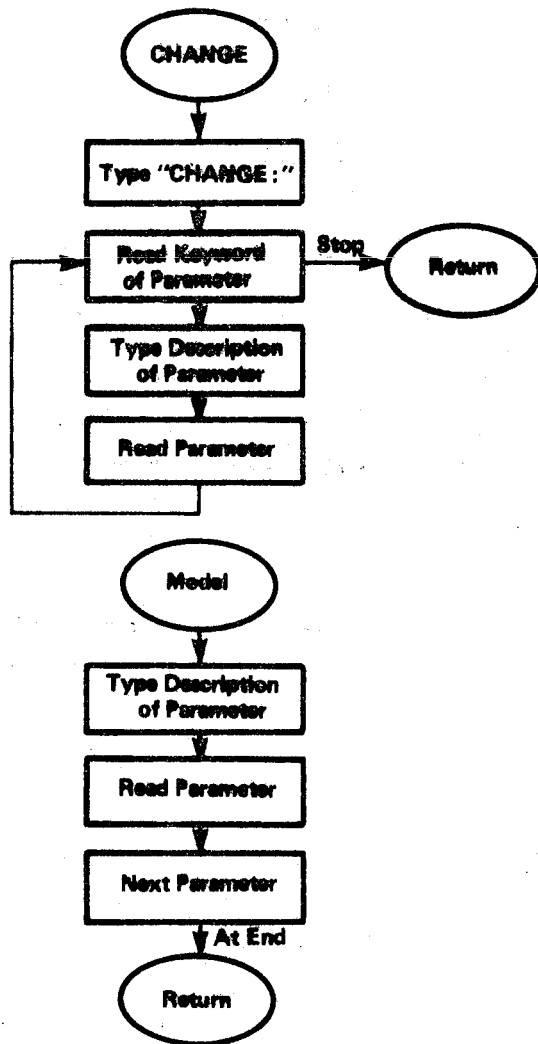 CHANGE
Type "CHANGE:"
Read Keyword
of Parameter
Stop
Return
Type Description
of Parameter
Read Parameter
Model
Type Description
of Parameter
Read Parameter
Next Parameter
At End
Return